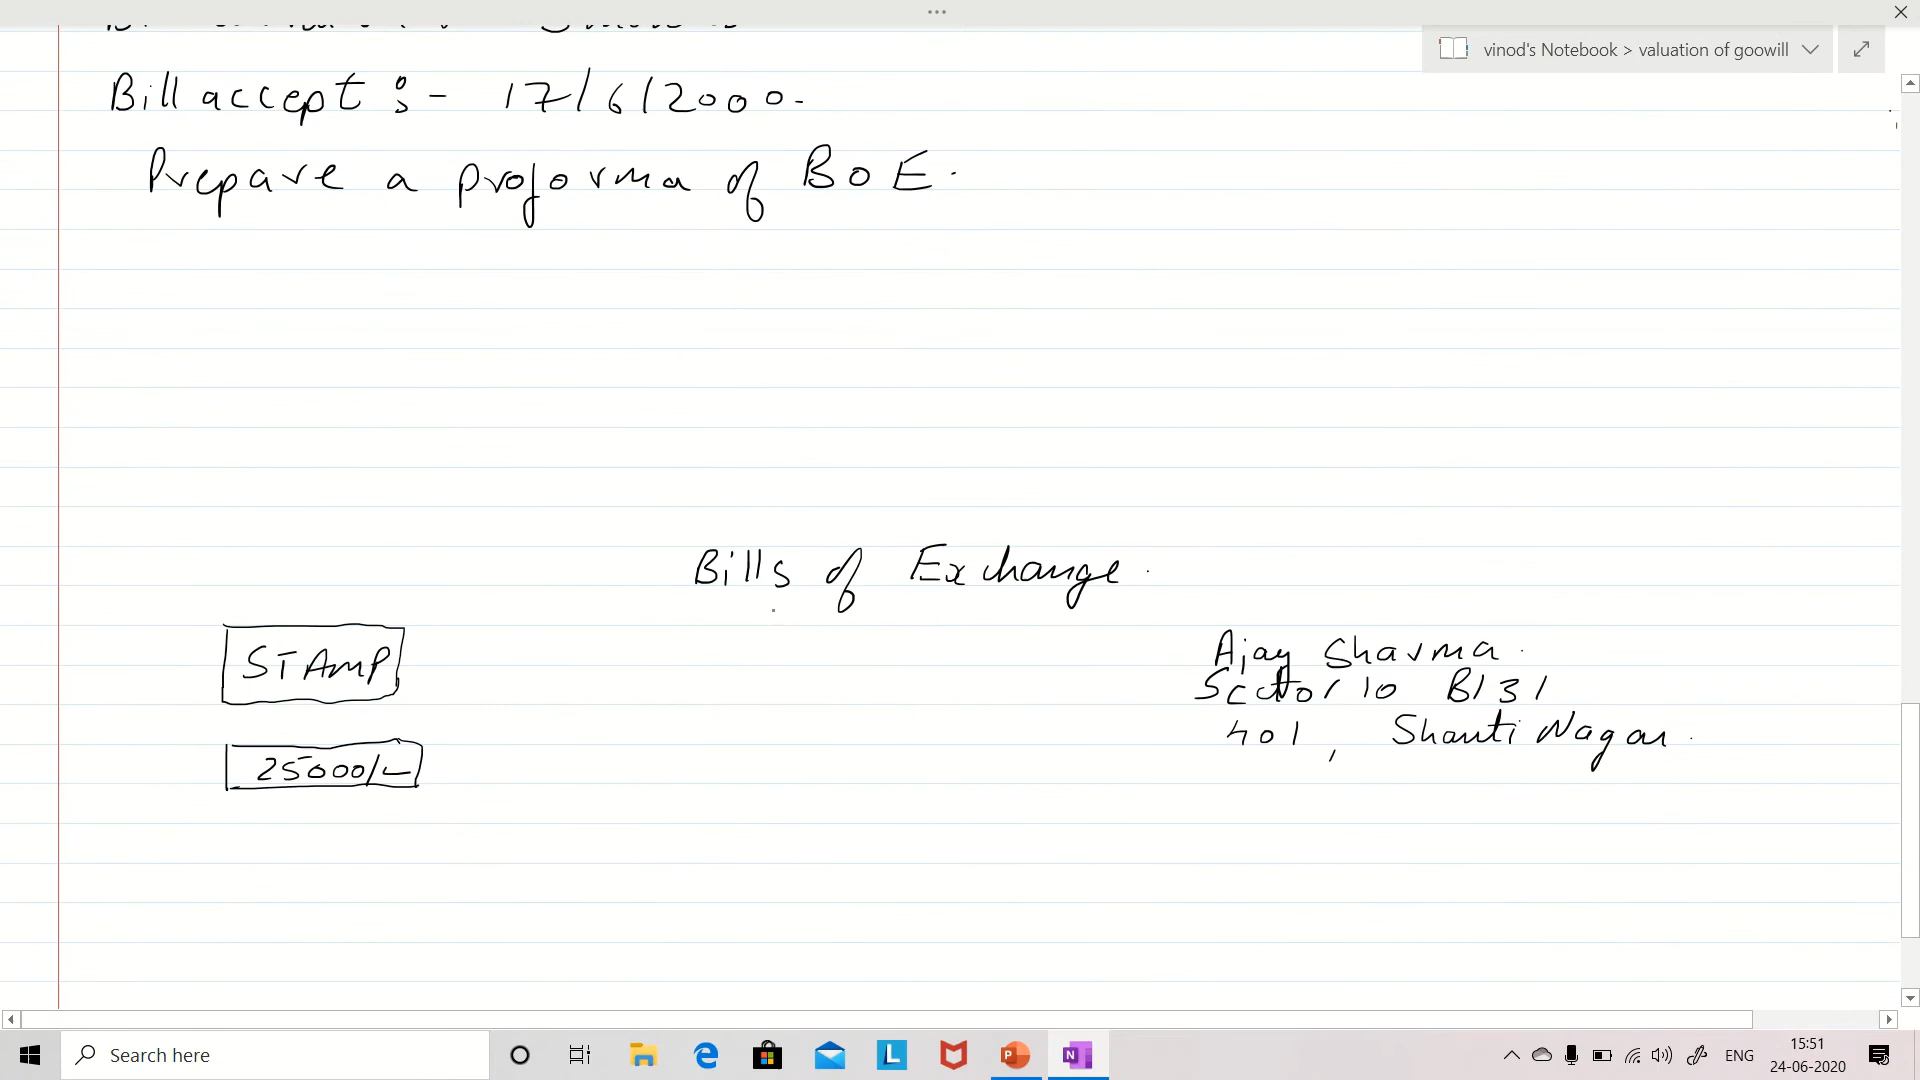 vinod's Notebook > valuation of goowill
Bill accept :- 17/6/2000.
Prepare a proforma of BOE.
Bills of Exchange.
STAMP
Ajay Sharma.
Sector 10 B131
401, Shanti Nagar.
25000/-
Search here
ENG
15:51
24-06-2020